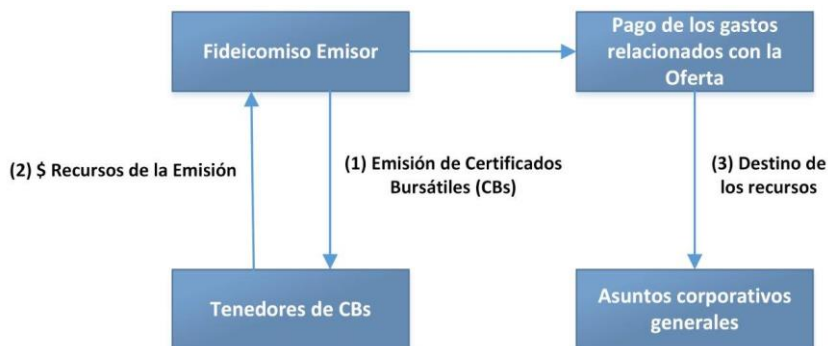 Fideicomiso Emisor
Pago de los gastos
relacionados con la
Oferta
(2) $ Recursos de la Emisión
(1) Emisión de Certificados
Bursátiles (CBs)
(3) Destino de
los recursos
Tenedores de CBs
Asuntos corporativos
generales